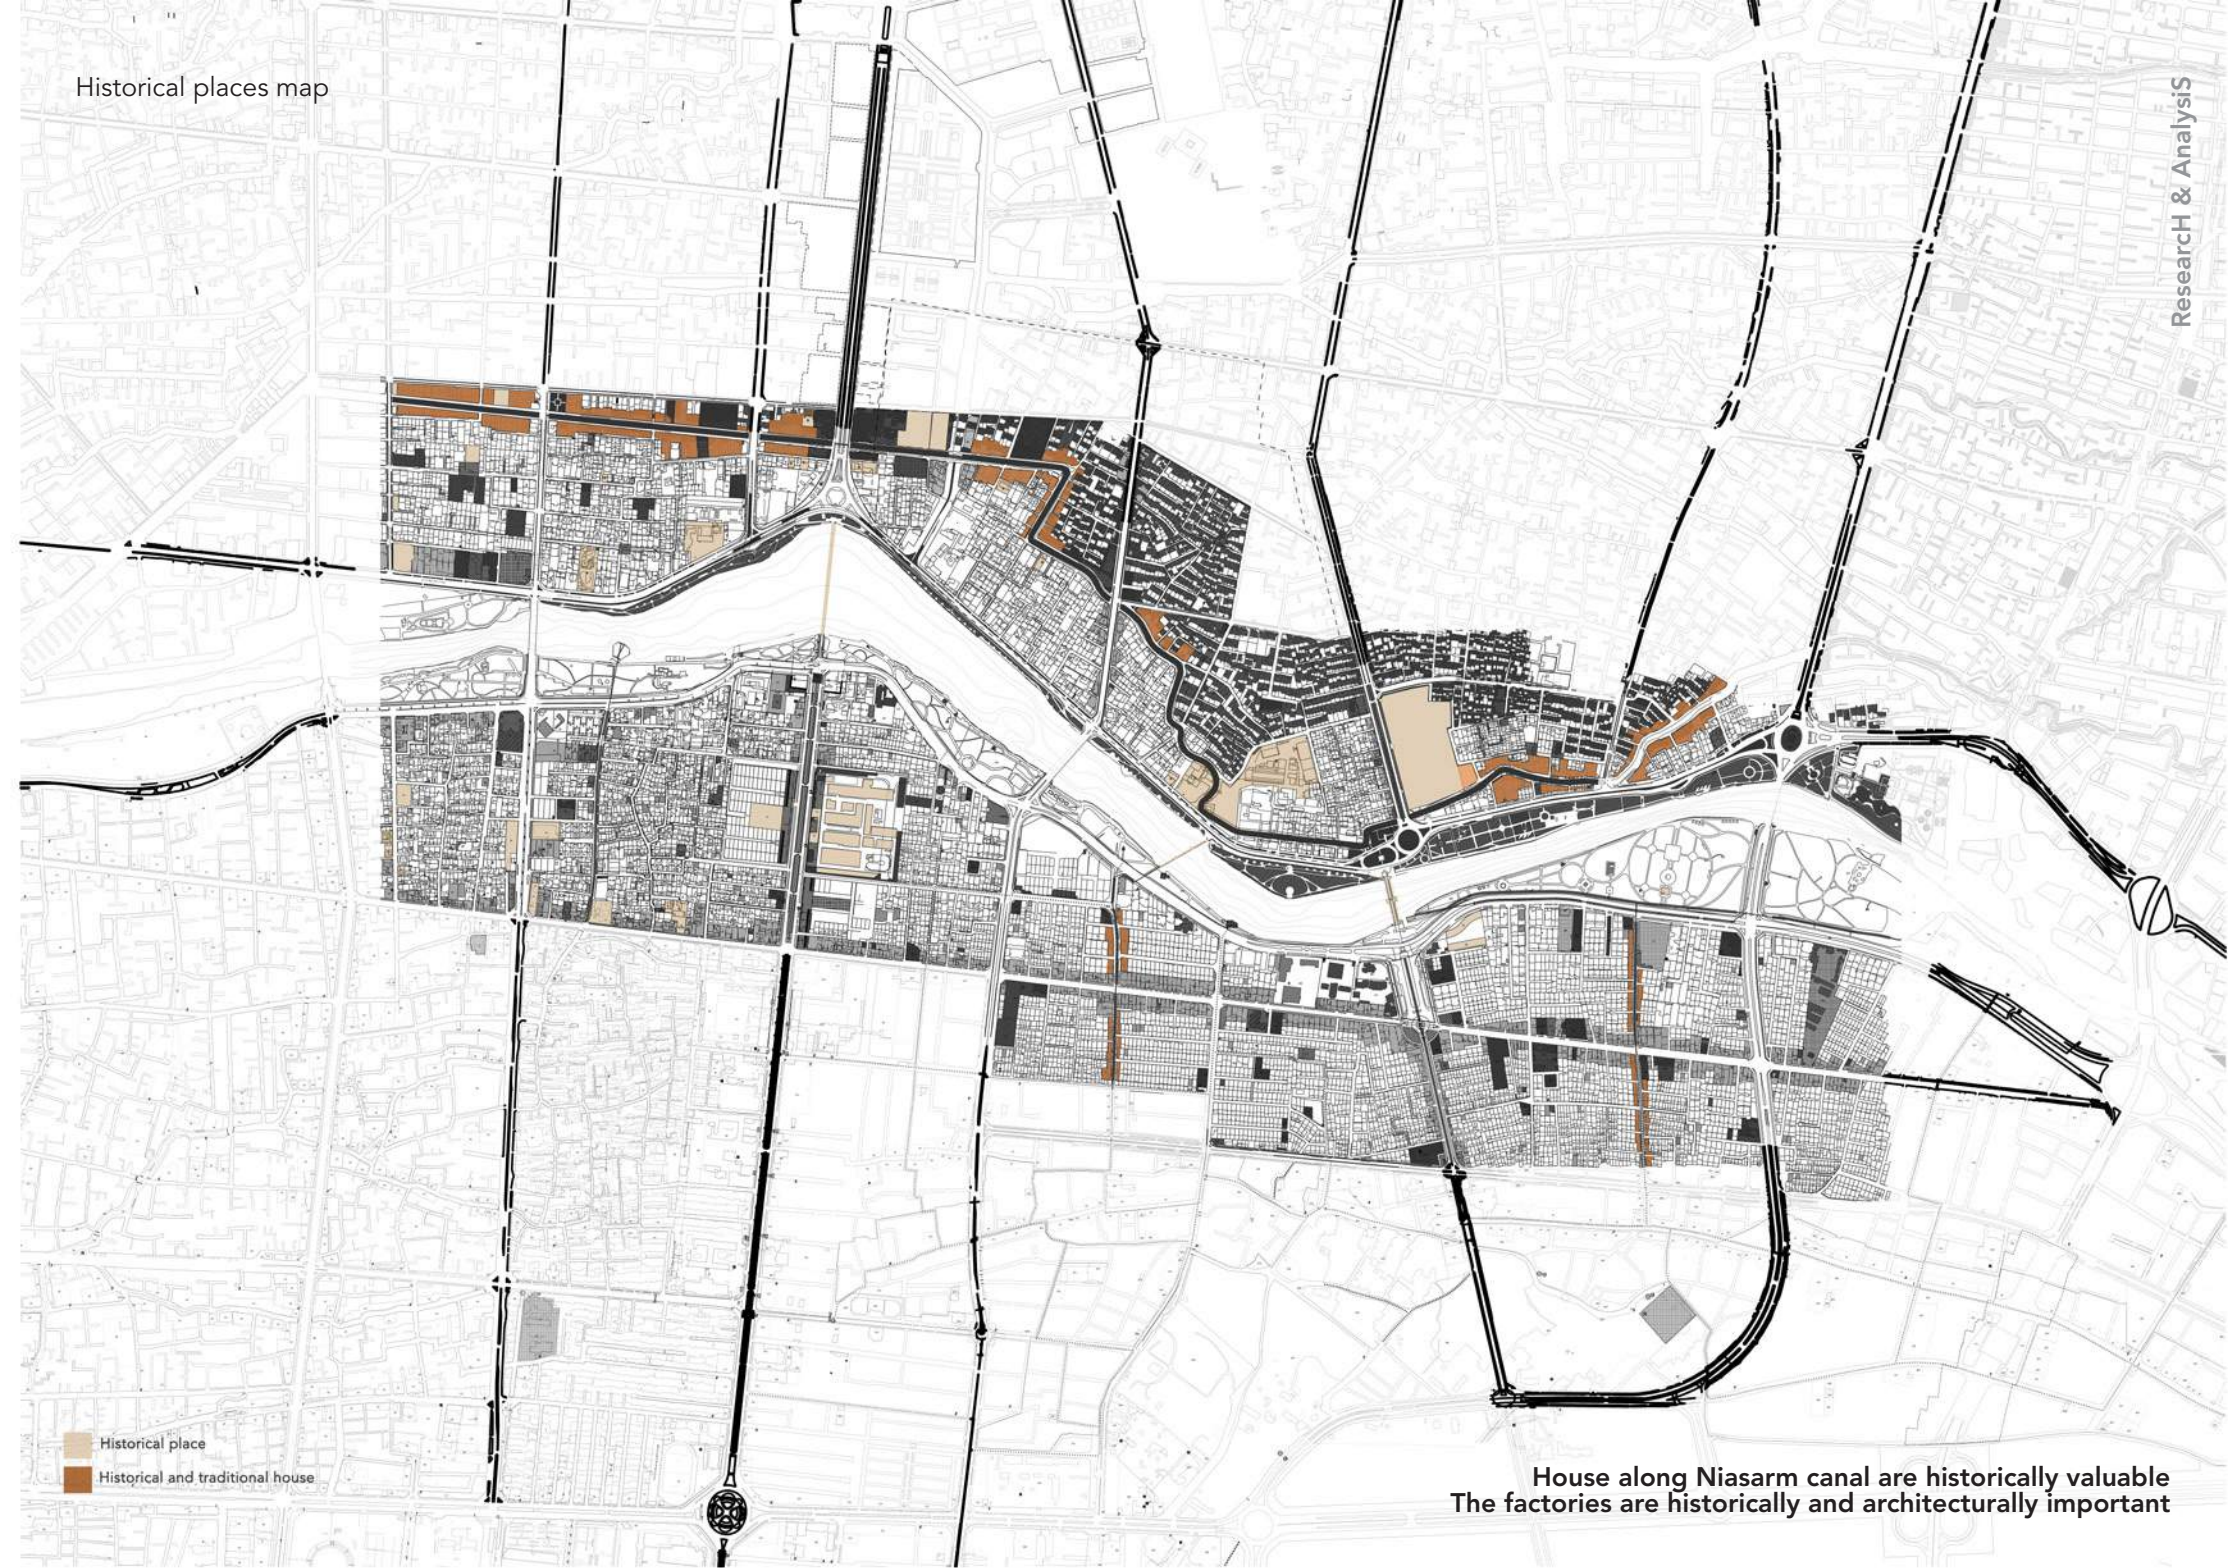 Historical places map
ResearcH & AnalysiS
Historical place
Historical and traditional house
House along Niasarm canal are historically valuable
The factories are historically and architecturally important